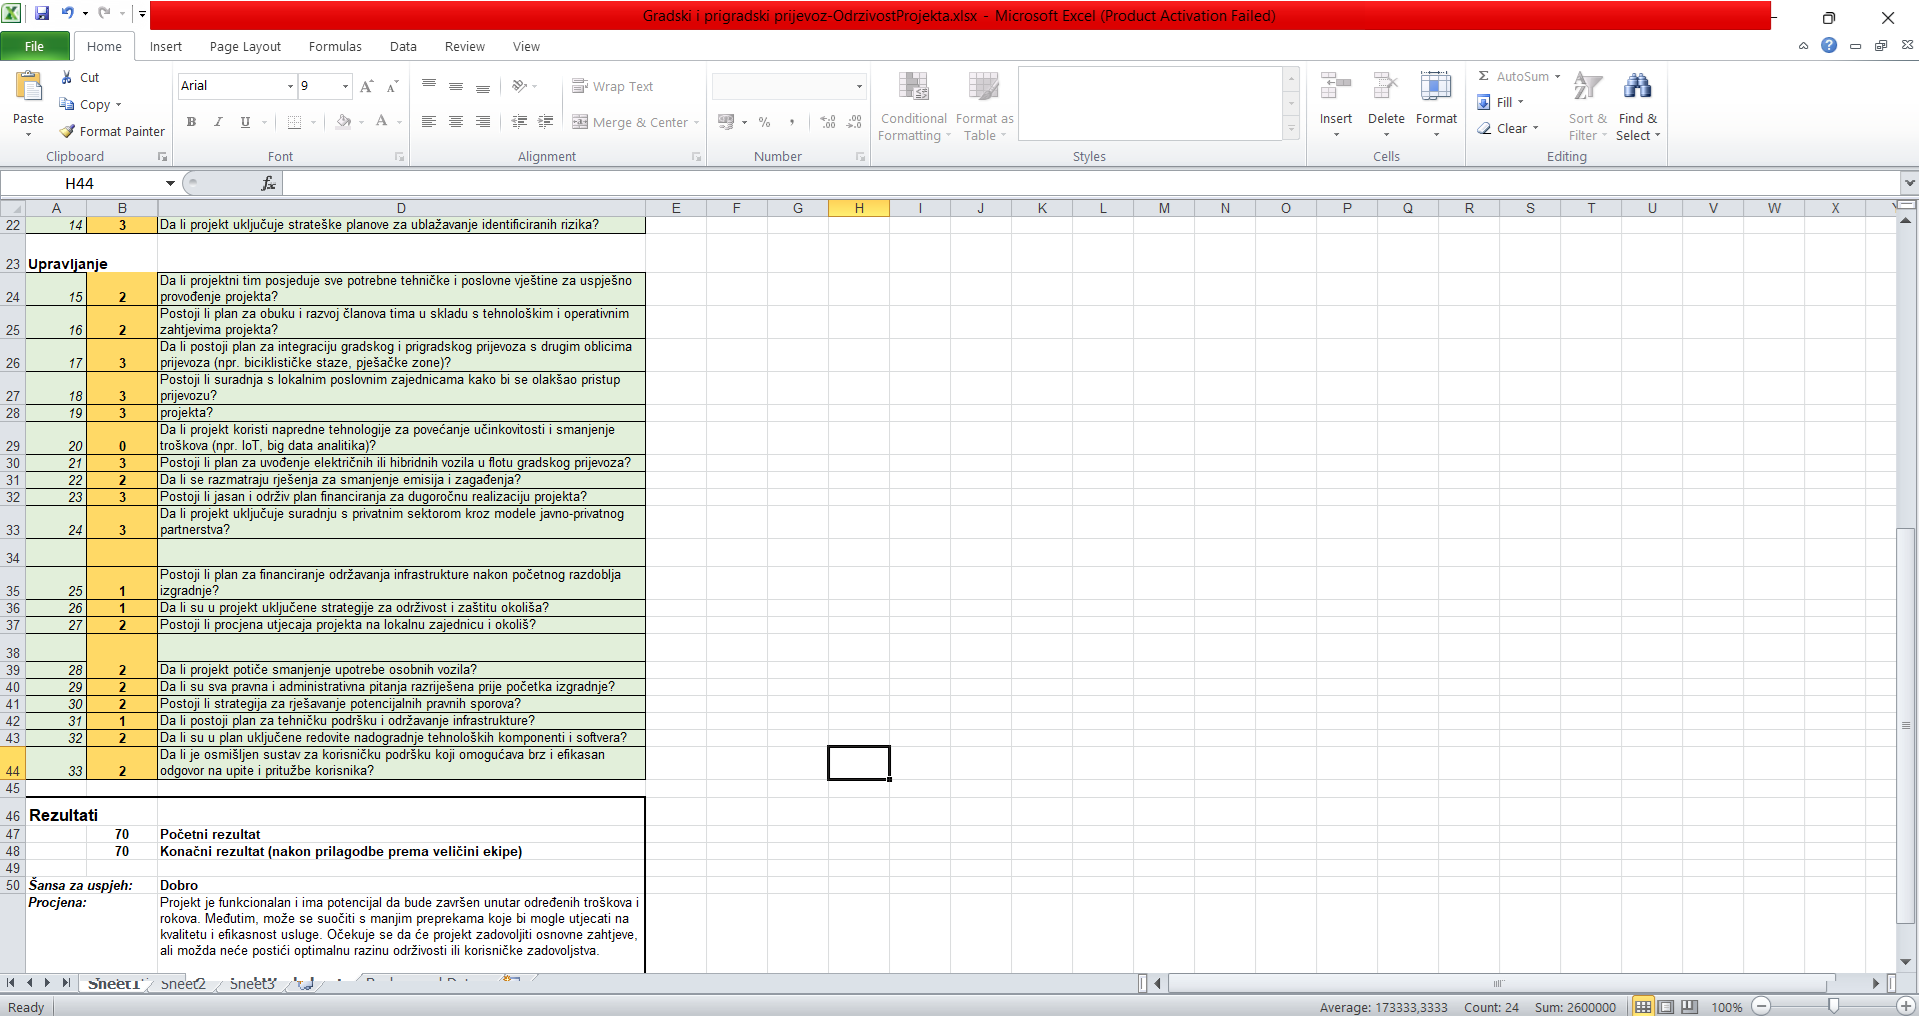 Gradski i prigradski prijevoz-OdrzivostProjekta.xlsx - Microsoft Excel (Product Activation Failed)
File Home Insert Page Layout Formulas Data Review View
Paste Cut Copy Format Painter Clipboard
Arial 9 Font
Wrap Text Merge & Center Alignment
Number
Conditional Formatting Format as Table Styles
Insert Delete Format Cells
AutoSum Fill Clear Sort & Filter Find & Select Editing
H44
A B D E F G H I J K L M N O P Q R S T U V W X
22 14 3 Da li projekt uključuje strateške planove za ublažavanje identificiranih rizika?
23 Upravljanje
24 15 2 Da li projektni tim posjeduje sve potrebne tehničke i poslovne vještine za uspješno
provođenje projekta?
25 16 2 Postoji li plan za obuku i razvoj članova tima u skladu s tehnološkim i operativnim
zahtjevima projekta?
26 17 3 Da li postoji plan za integraciju gradskog i prigradskog prijevoza s drugim oblicima
prijevoza (npr. biciklističke staze, pješačke zone)?
27 18 3 Postoji li suradnja s lokalnim poslovnim zajednicama kako bi se olakšao pristup
prijevozu?
28 19 3 projekta?
29 20 0 Da li projekt koristi napredne tehnologije za povećanje učinkovitosti i smanjenje
troškova (npr. IoT, big data analitika)?
30 21 3 Postoji li plan za uvođenje električnih ili hibridnih vozila u flotu gradskog prijevoza?
31 22 2 Da li se razmatraju rješenja za smanjenje emisija i zagađenja?
32 23 3 Postoji li jasan i održiv plan financiranja za dugoročnu realizaciju projekta?
33 24 3 Da li projekt uključuje suradnju s privatnim sektorom kroz modele javno-privatnog
partnerstva?
34
35 25 1 Postoji li plan za financiranje održavanja infrastrukture nakon početnog razdoblja
izgradnje?
36 26 1 Da li su u projekt uključene strategije za održivost i zaštitu okoliša?
37 27 2 Postoji li procjena utjecaja projekta na lokalnu zajednicu i okoliš?
38
39 28 2 Da li projekt potiče smanjenje upotrebe osobnih vozila?
40 29 2 Da li su sva pravna i administrativna pitanja razriješena prije početka izgradnje?
41 30 2 Postoji li strategija za rješavanje potencijalnih pravnih sporova?
42 31 1 Da li postoji plan za tehničku podršku i održavanje infrastrukture?
43 32 2 Da li su u plan uključene redovite nadogradnje tehnoloških komponenti i softvera?
44 33 2 Da li je osmišljen sustav za korisničku podršku koji omogućava brz i efikasan
odgovor na upite i pritužbe korisnika?
45
46 Rezultati
47 70 Početni rezultat
48 70 Konačni rezultat (nakon prilagodbe prema veličini ekipe)
49
50 Šansa za uspjeh: Dobro
Procjena: Projekt je funkcionalan i ima potencijal da bude završen unutar određenih troškova i
rokova. Međutim, može se suočiti s manjim preprekama koje bi mogle utjecati na
kvalitetu i efikasnost usluge. Očekuje se da će projekt zadovoljiti osnovne zahtjeve,
ali možda neće postići optimalnu razinu održivosti ili korisničke zadovoljstva.
Sheet1 Sheet2 Sheet3
Ready Average: 173333,3333 Count: 24 Sum: 2600000 100%